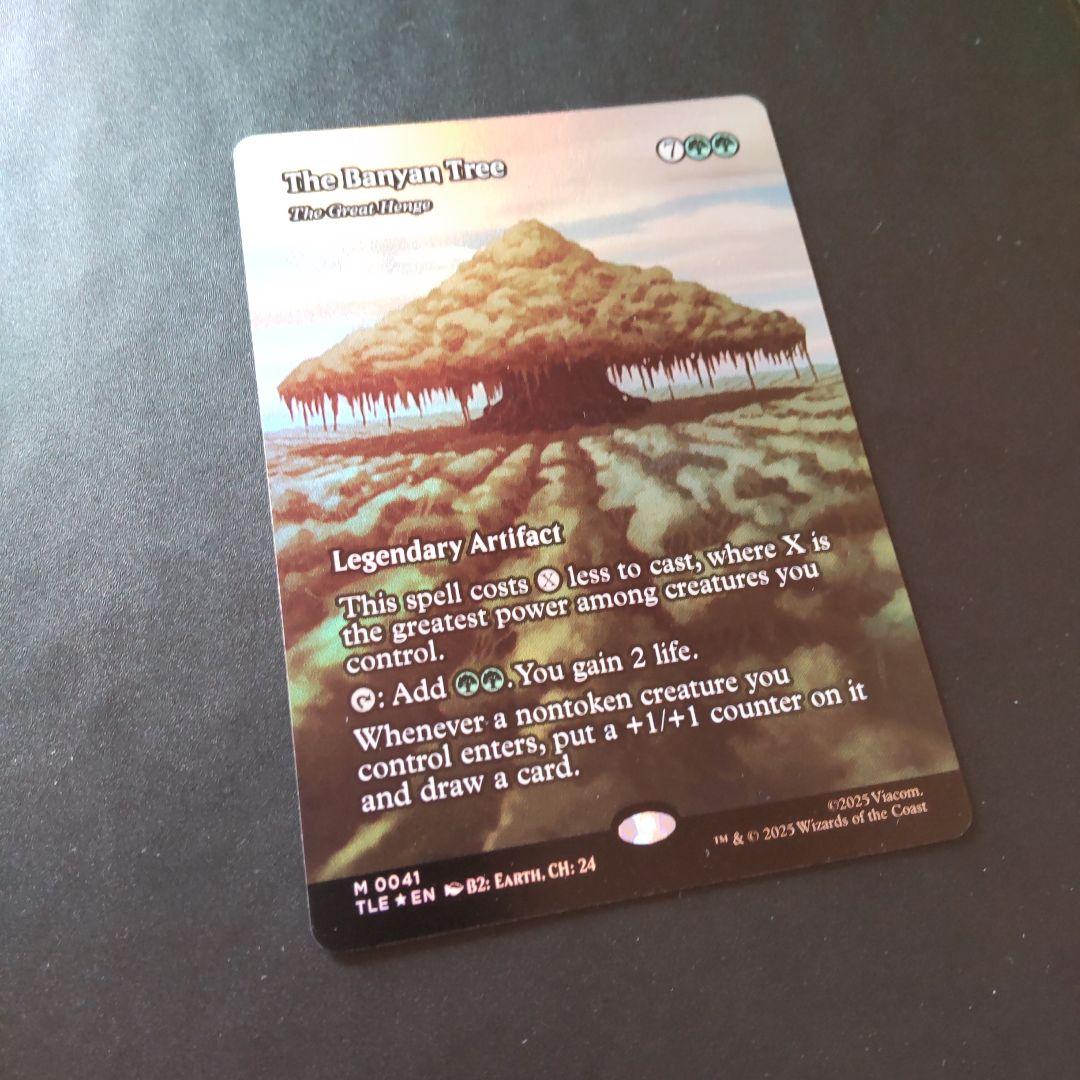 The Banyan Tree 7
The Great Henge
Legendary Artifact
This spell costs X less to cast, where X is
the greatest power among creatures you
control.
: Add . You gain 2 life.
Whenever a nontoken creature you
control enters, put a +1/+1 counter on it
and draw a card.
M 0041
TLE ★ EN B2: EARTH, CH: 24
©2025 Viacom.
™ & © 2025 Wizards of the Coast